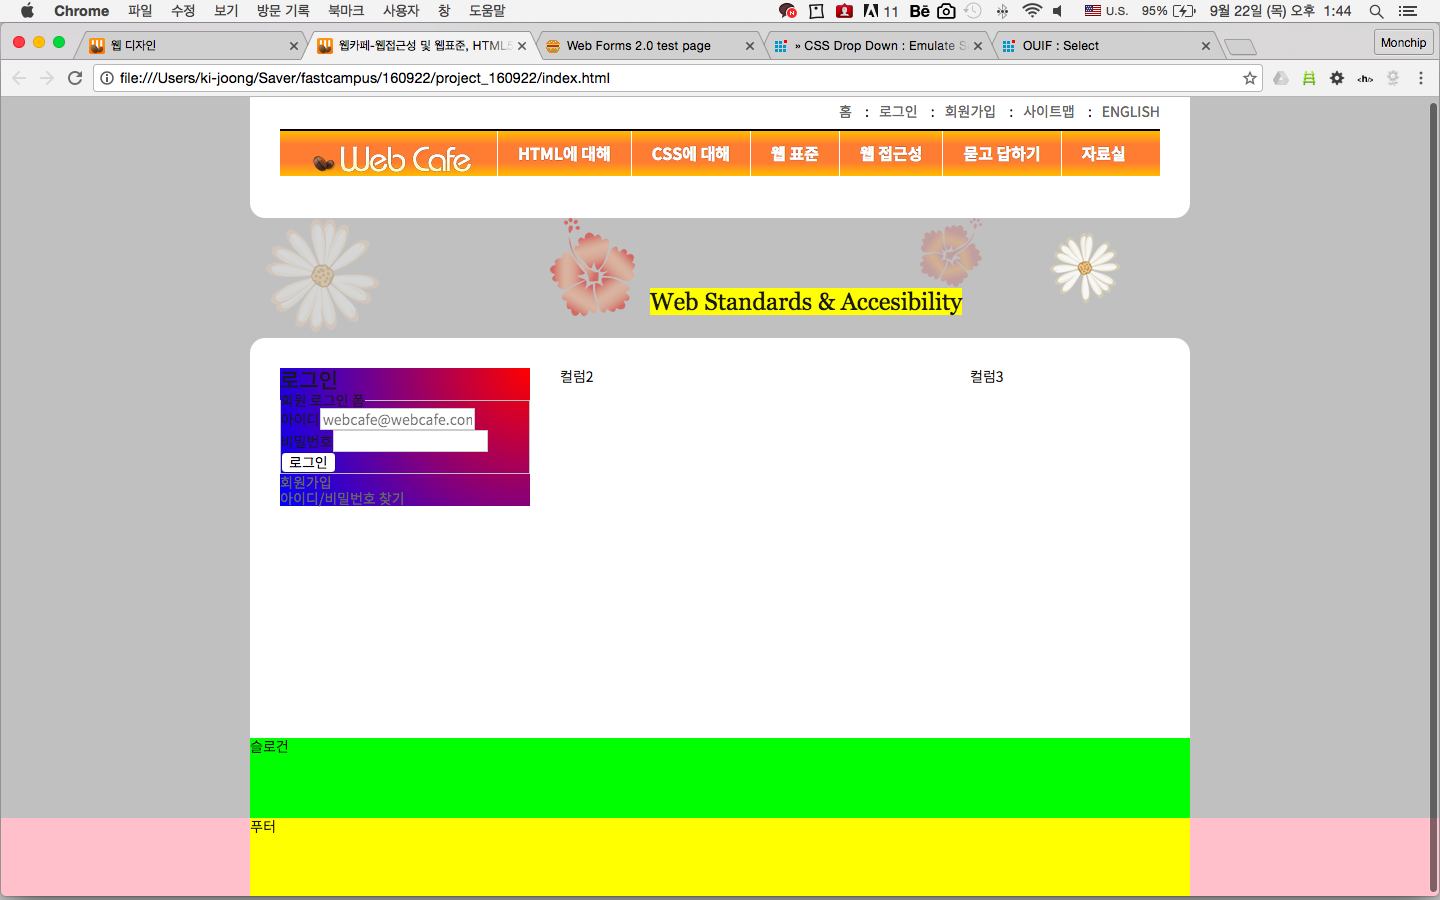 Chrome 파일 수정 보기 방문 기록 북마크 사용자 창 도움말 11 Bē U.S. 95% 9월 22일 (목) 오후 1:44
웹 디자인 웹카페-웹접근성 및 웹표준, HTML5 Web Forms 2.0 test page » CSS Drop Down : Emulate S OUIF : Select Monchip
file:///Users/ki-joong/Saver/fastcampus/160922/project_160922/index.html <h/>
홈 : 로그인 : 회원가입 : 사이트맵 : ENGLISH
Web Cafe HTML에 대해 CSS에 대해 웹 표준 웹 접근성 묻고 답하기 자료실
Web Standards & Accesibility
로그인 컬럼2 컬럼3
회원 로그인 폼
아이디 webcafe@webcafe.con
비밀번호
로그인
회원가입
아이디/비밀번호 찾기
슬로건
푸터